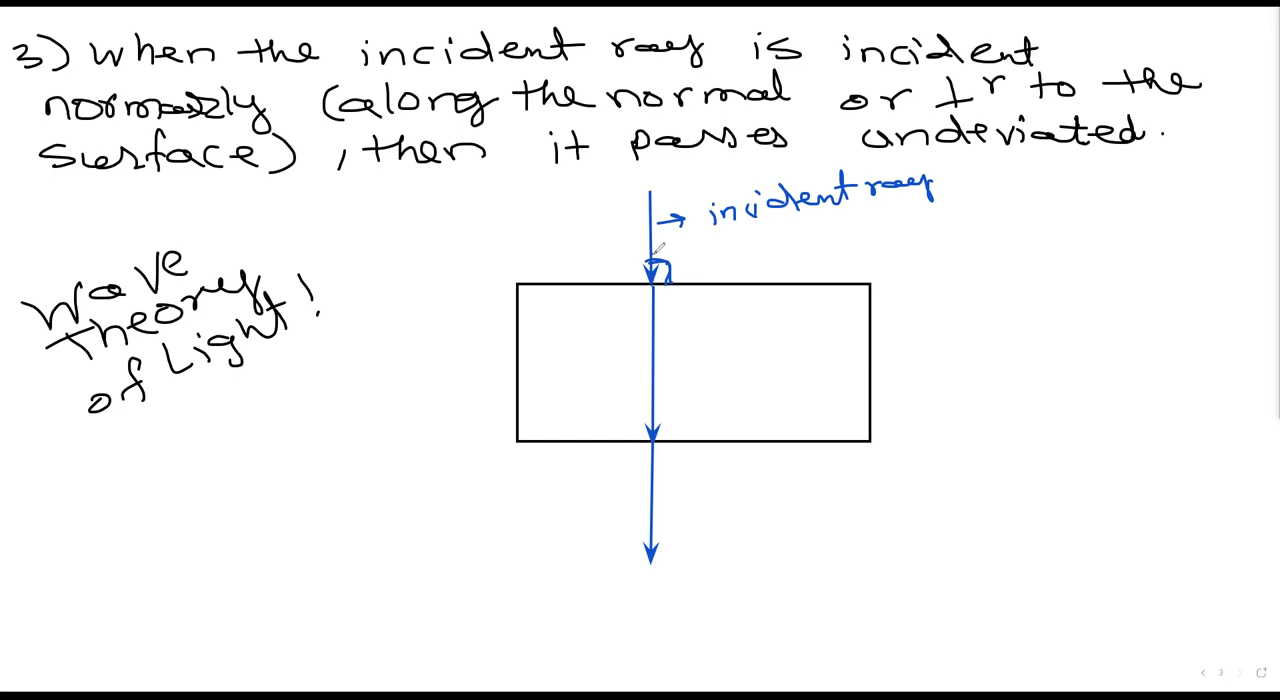 3) When the incident ray is incident
normally (along the normal or ⊥r to the
surface), then it passes undeviated.
→ incident ray
Wave
theory
of Light!
3